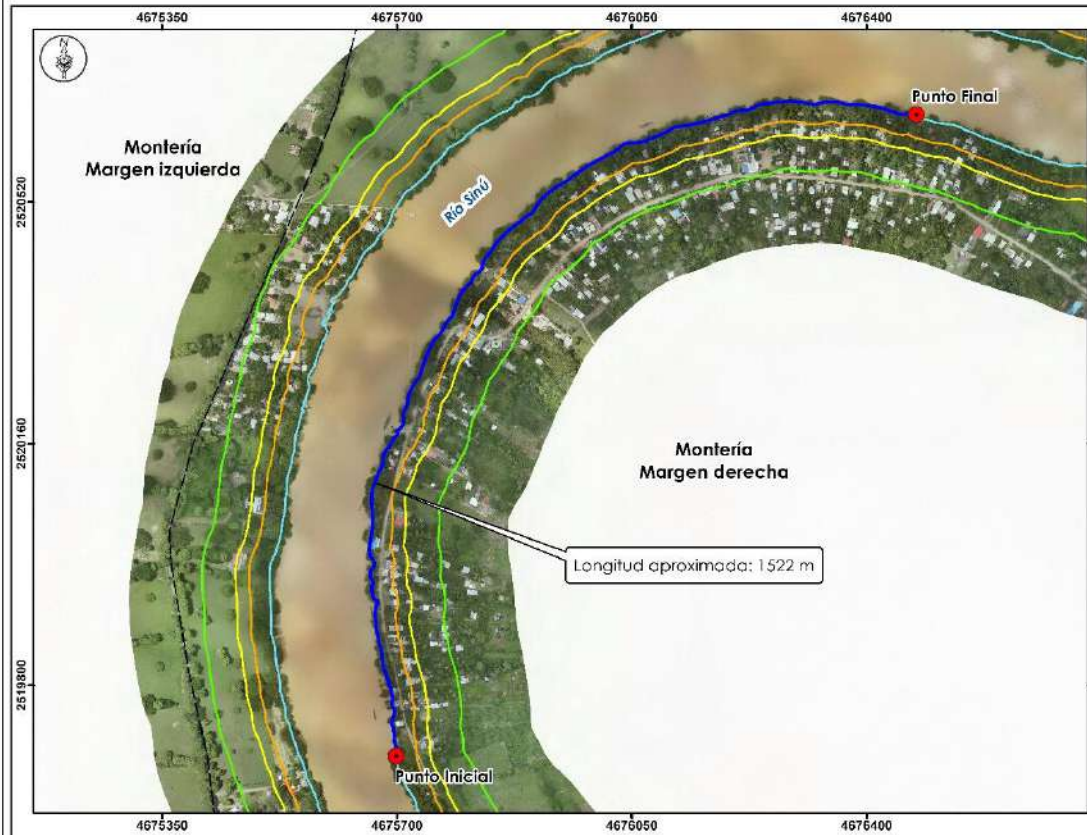 4675350
4675700
4676050
4676400
N
Punto Final
Montería
Margen izquierda
2520520
Río Sinú
2520160
Montería
Margen derecha
Longitud aproximada: 1522 m
2519800
Punto Inicial
4675350
4675700
4676050
4676400